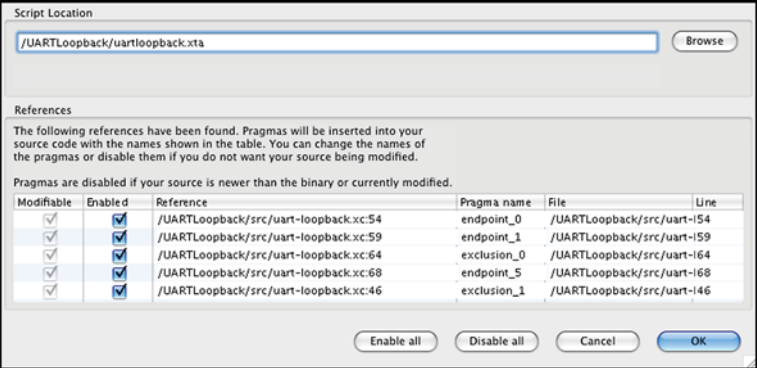 Script Location
/UARTLoopback/uartloopback.xta
Browse
References
The following references have been found. Pragmas will be inserted into your
source code with the names shown in the table. You can change the names of
the pragmas or disable them if you do not want your source being modified.
Pragmas are disabled if your source is newer than the binary or currently modified.
Modifiable Enabled Reference Pragma name File Line
/UARTLoopback/src/uart-loopback.xc:54 endpoint_0 /UARTLoopback/src/uart-l 54
/UARTLoopback/src/uart-loopback.xc:59 endpoint_1 /UARTLoopback/src/uart-l 59
/UARTLoopback/src/uart-loopback.xc:64 exclusion_0 /UARTLoopback/src/uart-l 64
/UARTLoopback/src/uart-loopback.xc:68 endpoint_5 /UARTLoopback/src/uart-l 68
/UARTLoopback/src/uart-loopback.xc:46 exclusion_1 /UARTLoopback/src/uart-l 46
Enable all Disable all Cancel OK